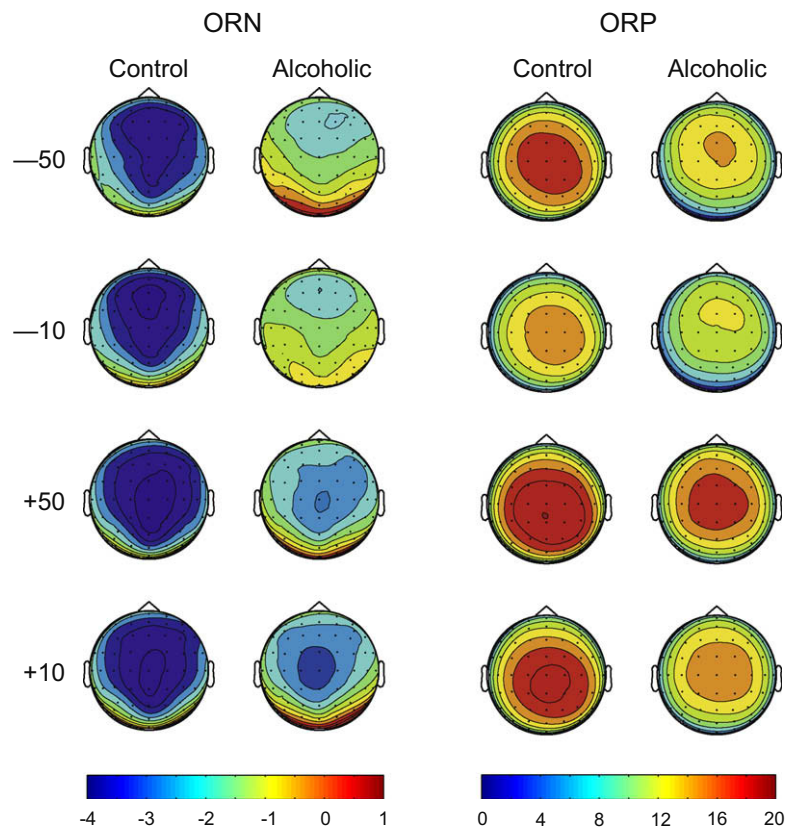 ORN ORP
Control Alcoholic Control Alcoholic
—50
—10
+50
+10
-4 -3 -2 -1 0 1 0 4 8 12 16 20